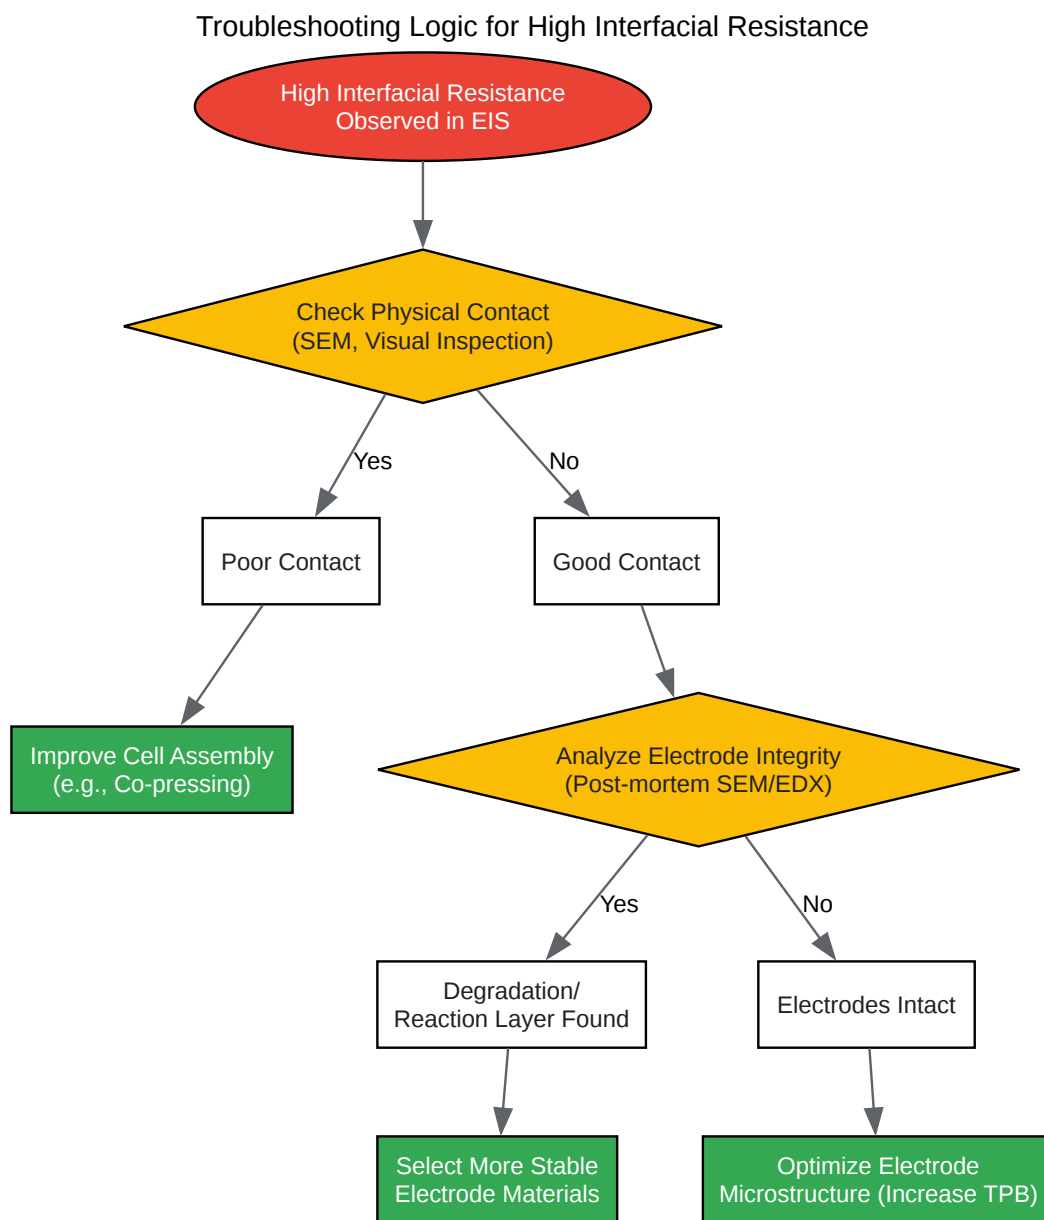 Troubleshooting Logic for High Interfacial Resistance
High Interfacial Resistance
Observed in EIS
Check Physical Contact
(SEM, Visual Inspection)
Yes
No
Poor Contact
Good Contact
Improve Cell Assembly
(e.g., Co-pressing)
Analyze Electrode Integrity
(Post-mortem SEM/EDX)
Yes
No
Degradation/
Reaction Layer Found
Electrodes Intact
Select More Stable
Electrode Materials
Optimize Electrode
Microstructure (Increase TPB)